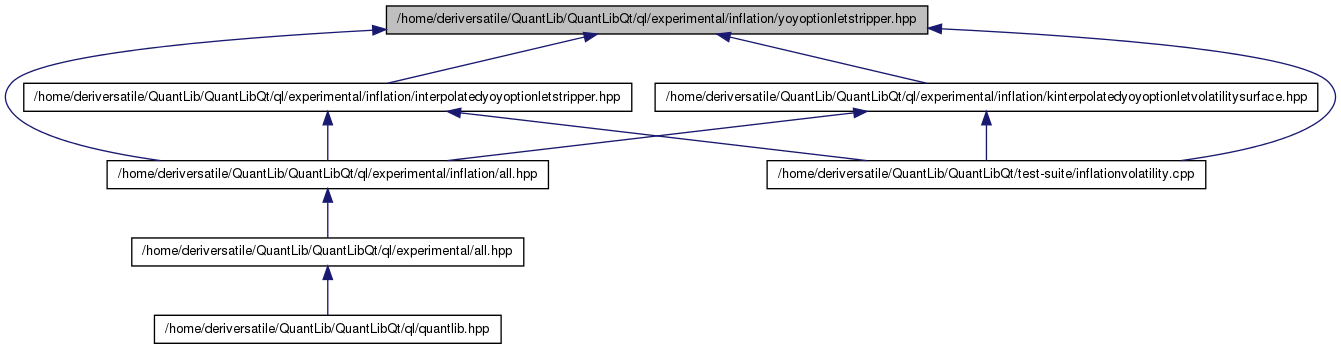 /home/deriversatile/QuantLib/QuantLibQt/ql/experimental/inflation/yoyoptionletstripper.hpp
/home/deriversatile/QuantLib/QuantLibQt/ql/experimental/inflation/interpolatedyoyoptionletstripper.hpp
/home/deriversatile/QuantLib/QuantLibQt/ql/experimental/inflation/kinterpolatedyoyoptionletvolatilitysurface.hpp
/home/deriversatile/QuantLib/QuantLibQt/ql/experimental/inflation/all.hpp
/home/deriversatile/QuantLib/QuantLibQt/test-suite/inflationvolatility.cpp
/home/deriversatile/QuantLib/QuantLibQt/ql/experimental/all.hpp
/home/deriversatile/QuantLib/QuantLibQt/ql/quantlib.hpp